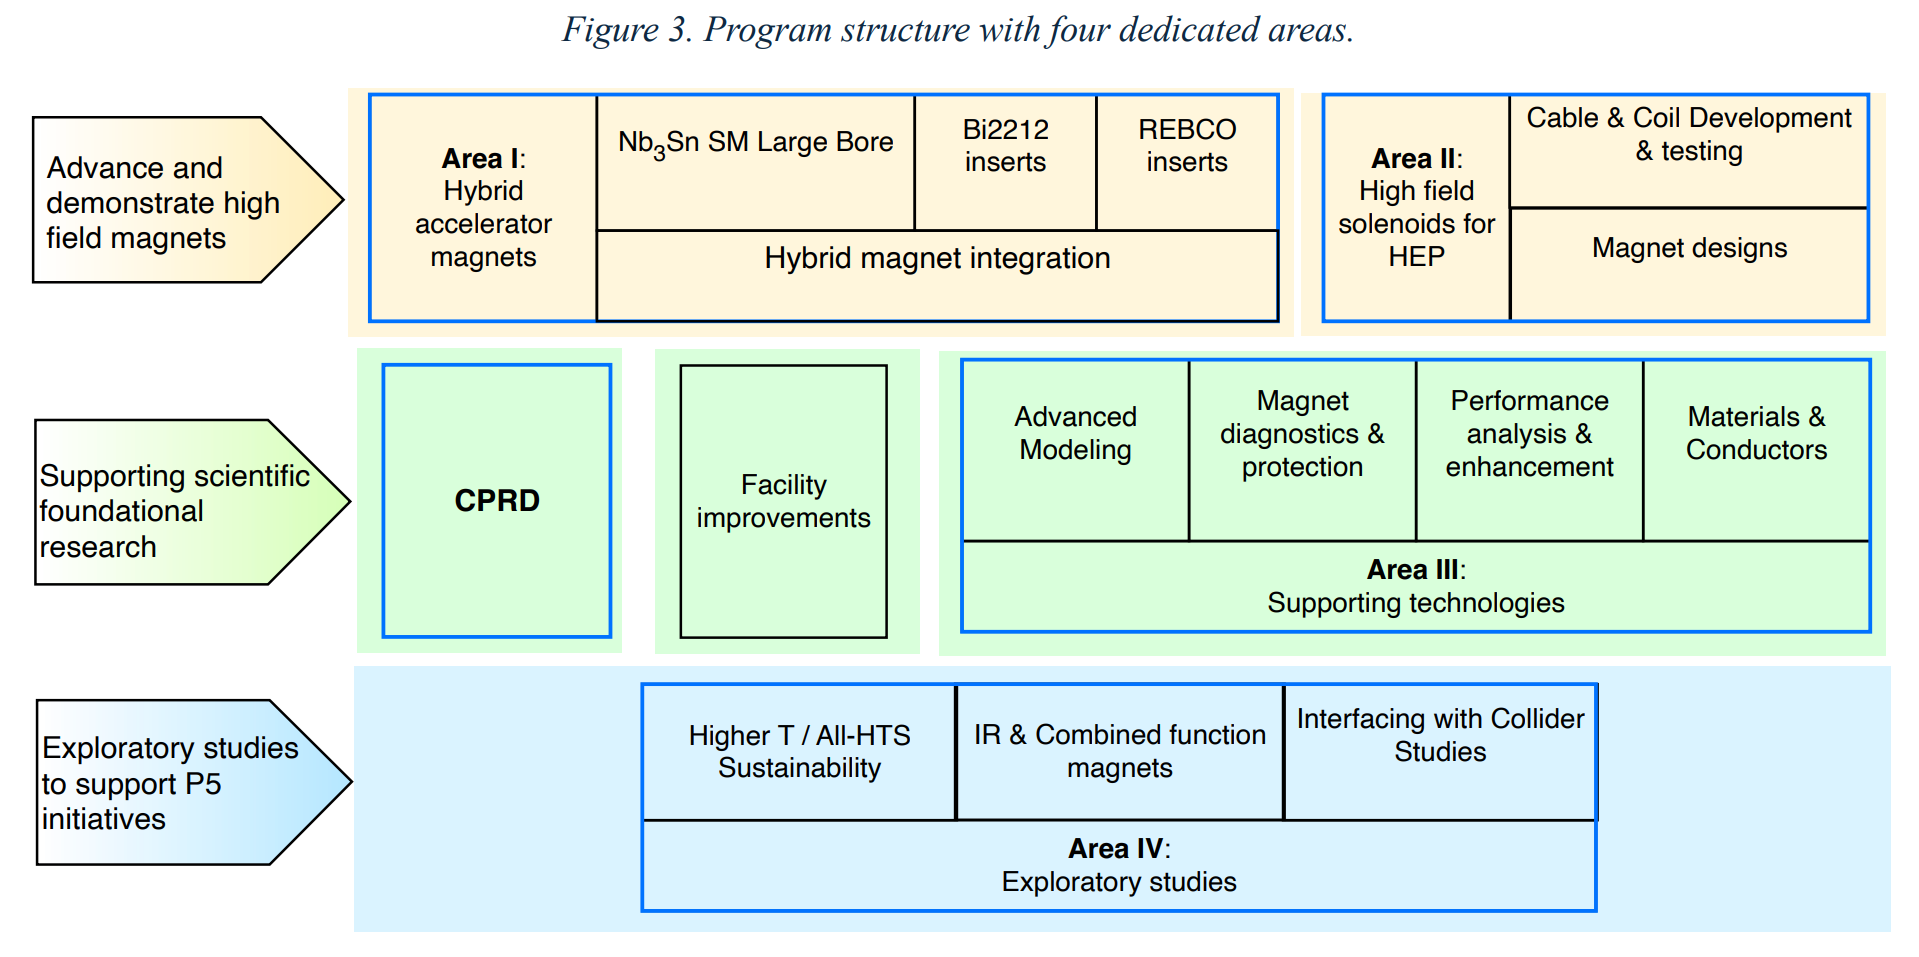 Figure 3. Program structure with four dedicated areas.
Advance and
demonstrate high
field magnets
Area I:
Hybrid
accelerator
magnets
Nb₃Sn SM Large Bore
Bi2212
inserts
REBCO
inserts
Hybrid magnet integration
Area II:
High field
solenoids for
HEP
Cable & Coil Development
& testing
Magnet designs
Supporting scientific
foundational
research
CPRD
Facility
improvements
Advanced
Modeling
Magnet
diagnostics &
protection
Performance
analysis &
enhancement
Materials &
Conductors
Area III:
Supporting technologies
Exploratory studies
to support P5
initiatives
Higher T / All-HTS
Sustainability
IR & Combined function
magnets
Interfacing with Collider
Studies
Area IV:
Exploratory studies